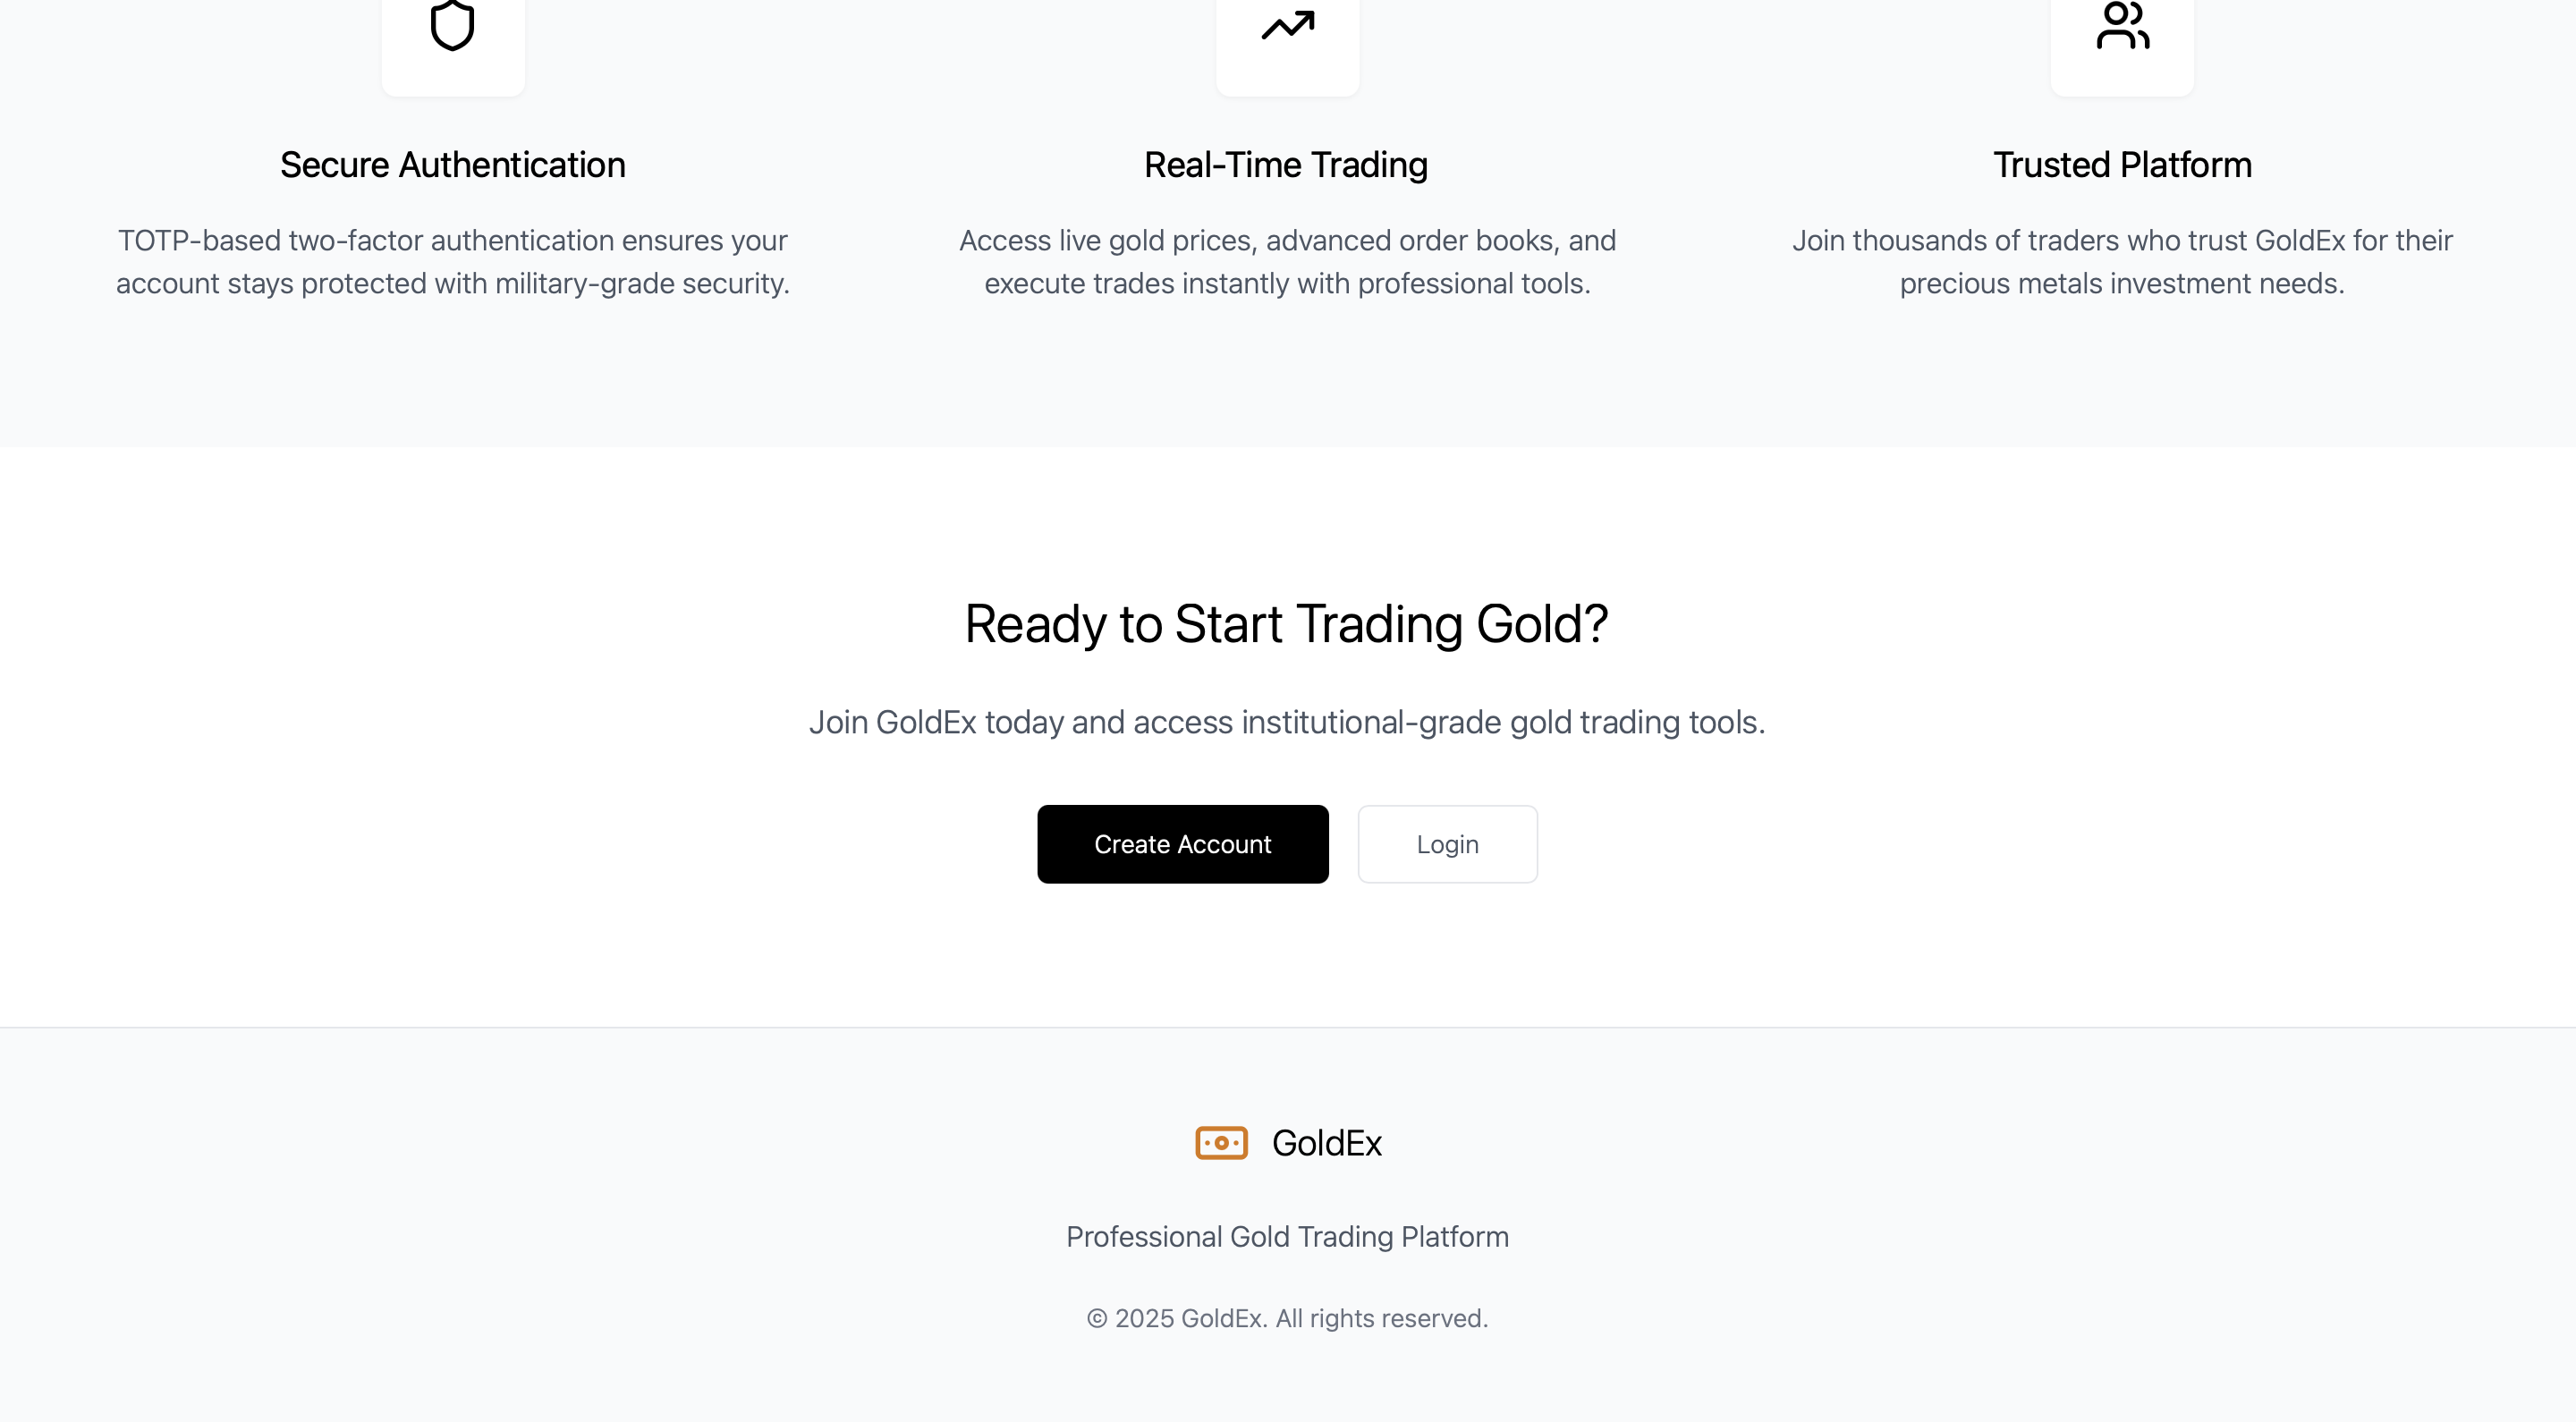 Secure Authentication
TOTP-based two-factor authentication ensures your
account stays protected with military-grade security.
Real-Time Trading
Access live gold prices, advanced order books, and
execute trades instantly with professional tools.
Trusted Platform
Join thousands of traders who trust GoldEx for their
precious metals investment needs.
Ready to Start Trading Gold?
Join GoldEx today and access institutional-grade gold trading tools.
Create Account
Login
GoldEx
Professional Gold Trading Platform
© 2025 GoldEx. All rights reserved.